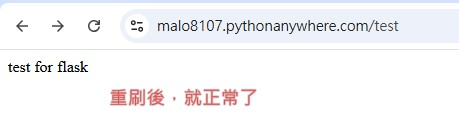 malo8107.pythonanywhere.com/test
test for flask
重刷後，就正常了